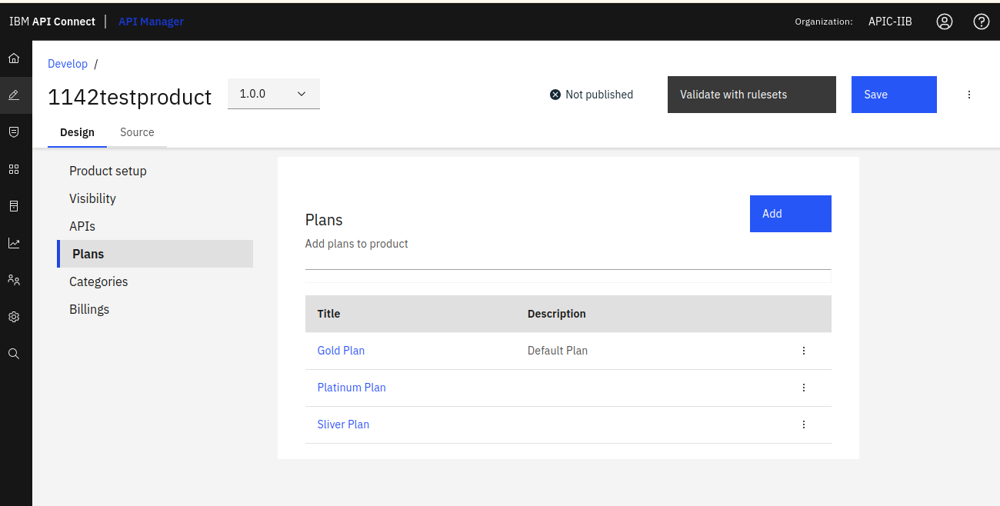 IBM API Connect | API Manager
Organization: APIC-IIB
Develop /
1142testproduct
1.0.0
Not published
Validate with rulesets
Save
Design
Source
Product setup
Visibility
APIs
Plans
Categories
Billings
Plans
Add
Add plans to product
Title Description
Gold Plan Default Plan
Platinum Plan
Sliver Plan